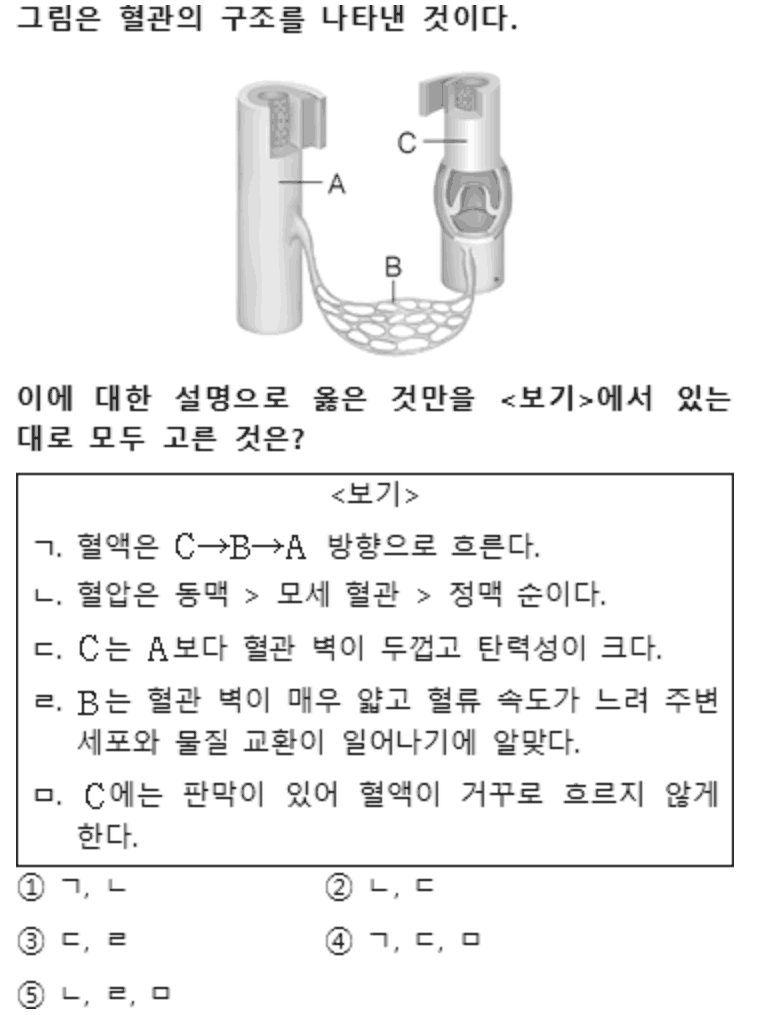 그림은 혈관의 구조를 나타낸 것이다.
C
A
B
이에 대한 설명으로 옳은 것만을 <보기>에서 있는
대로 모두 고른 것은?
<보기>
ㄱ. 혈액은 C→B→A 방향으로 흐른다.
ㄴ. 혈압은 동맥 > 모세 혈관 > 정맥 순이다.
ㄷ. C는 A보다 혈관 벽이 두껍고 탄력성이 크다.
ㄹ. B는 혈관 벽이 매우 얇고 혈류 속도가 느려 주변
세포와 물질 교환이 일어나기에 알맞다.
ㅁ. C에는 판막이 있어 혈액이 거꾸로 흐르지 않게
한다.
① ㄱ, ㄴ ② ㄴ, ㄷ
③ ㄷ, ㄹ ④ ㄱ, ㄷ, ㅁ
⑤ ㄴ, ㄹ, ㅁ